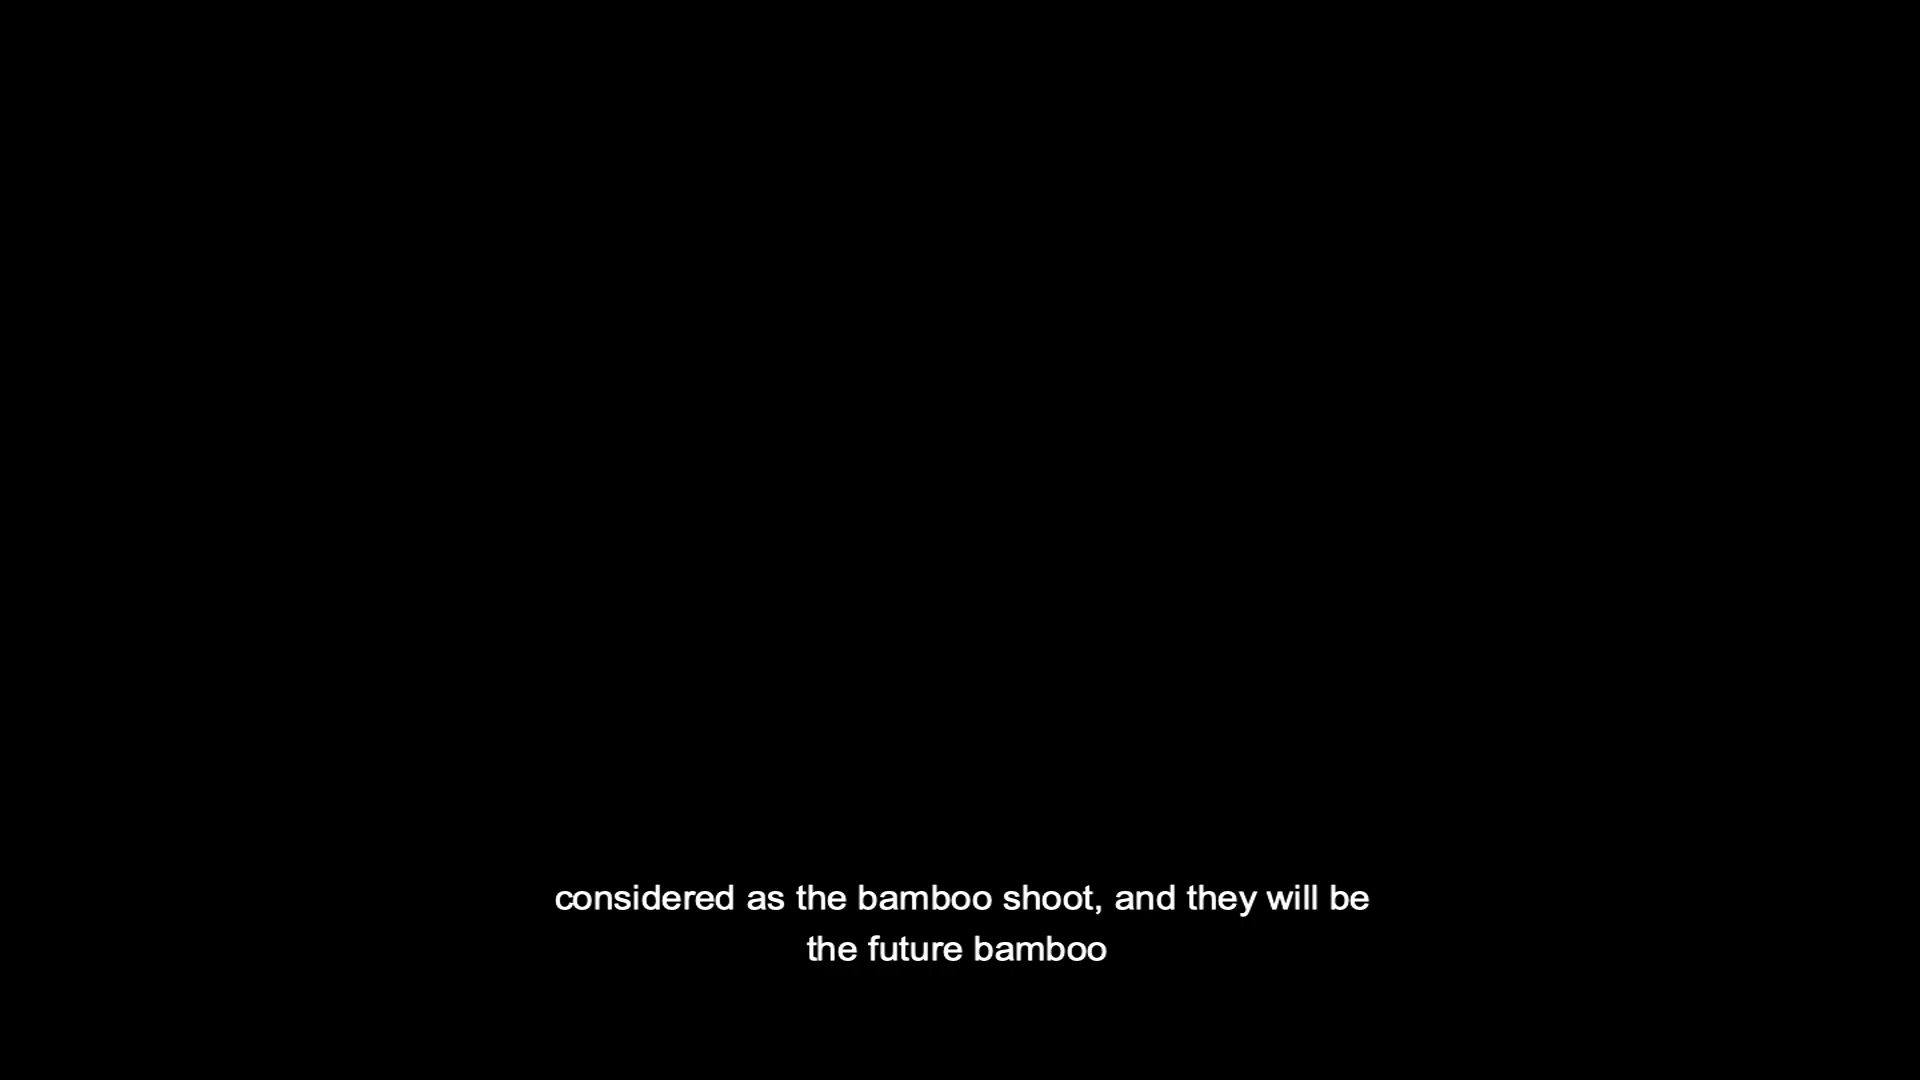 considered as the bamboo shoot, and they will be
the future bamboo